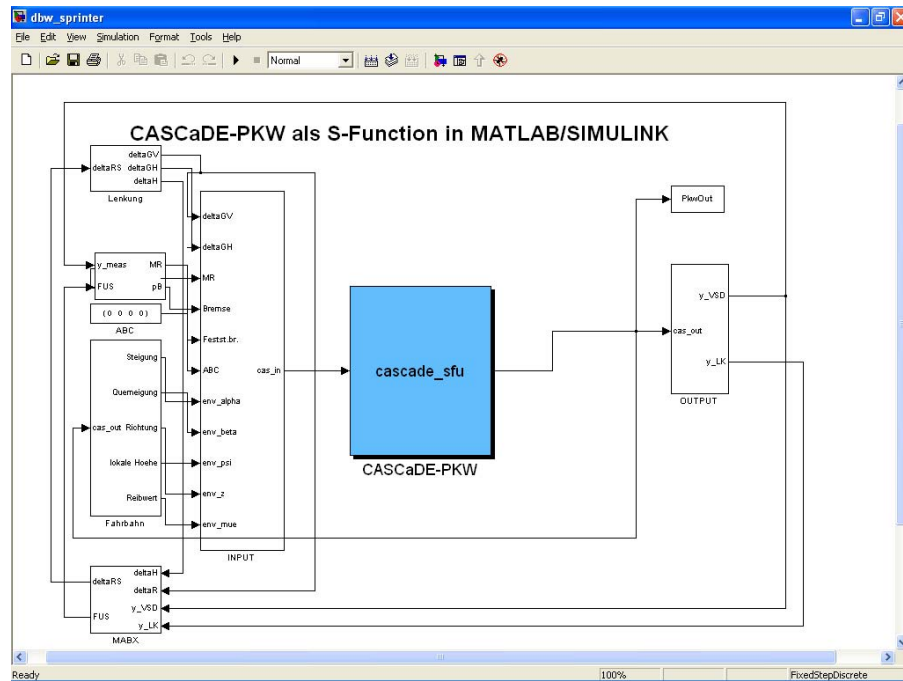 dbw_sprinter
File Edit View Simulation Format Tools Help
Normal
CASCaDE-PKW als S-Function in MATLAB/SIMULINK
deltaGV
deltaRS deltaGH
deltaH
Lenkung
y_meas MR
FUS pB
(0 0 0 0)
ABC
Steigung
Querneigung
cas_out Richtung
lokale Hoehe
Reibwert
Fahrbahn
deltaH
deltaRS
deltaR
y_VSD
FUS
y_LK
MABX
deltaGV
deltaGH
MR
Bremse
Festst.br.
ABC cas_in
env_alpha
env_beta
env_psi
env_z
env_mue
INPUT
cascade_sfu
CASCaDE-PKW
PkwOut
y_VSD
cas_out
y_LK
OUTPUT
Ready 100% FixedStepDiscrete